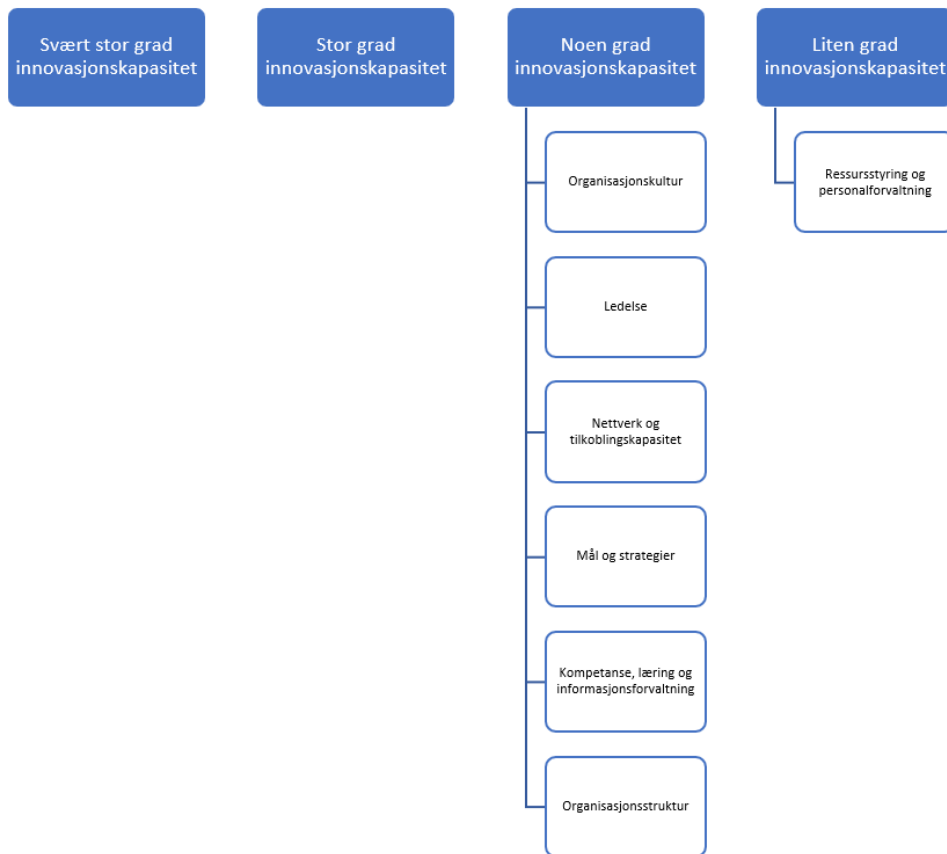 Svært stor grad
innovasjonskapasitet
Stor grad
innovasjonskapasitet
Noen grad
innovasjonskapasitet
Liten grad
innovasjonskapasitet
Organisasjonskultur
Ledelse
Nettverk og
tilkoblingskapasitet
Mål og strategier
Kompetanse, læring og
informasjonsforvaltning
Organisasjonsstruktur
Ressursstyring og
personalforvaltning